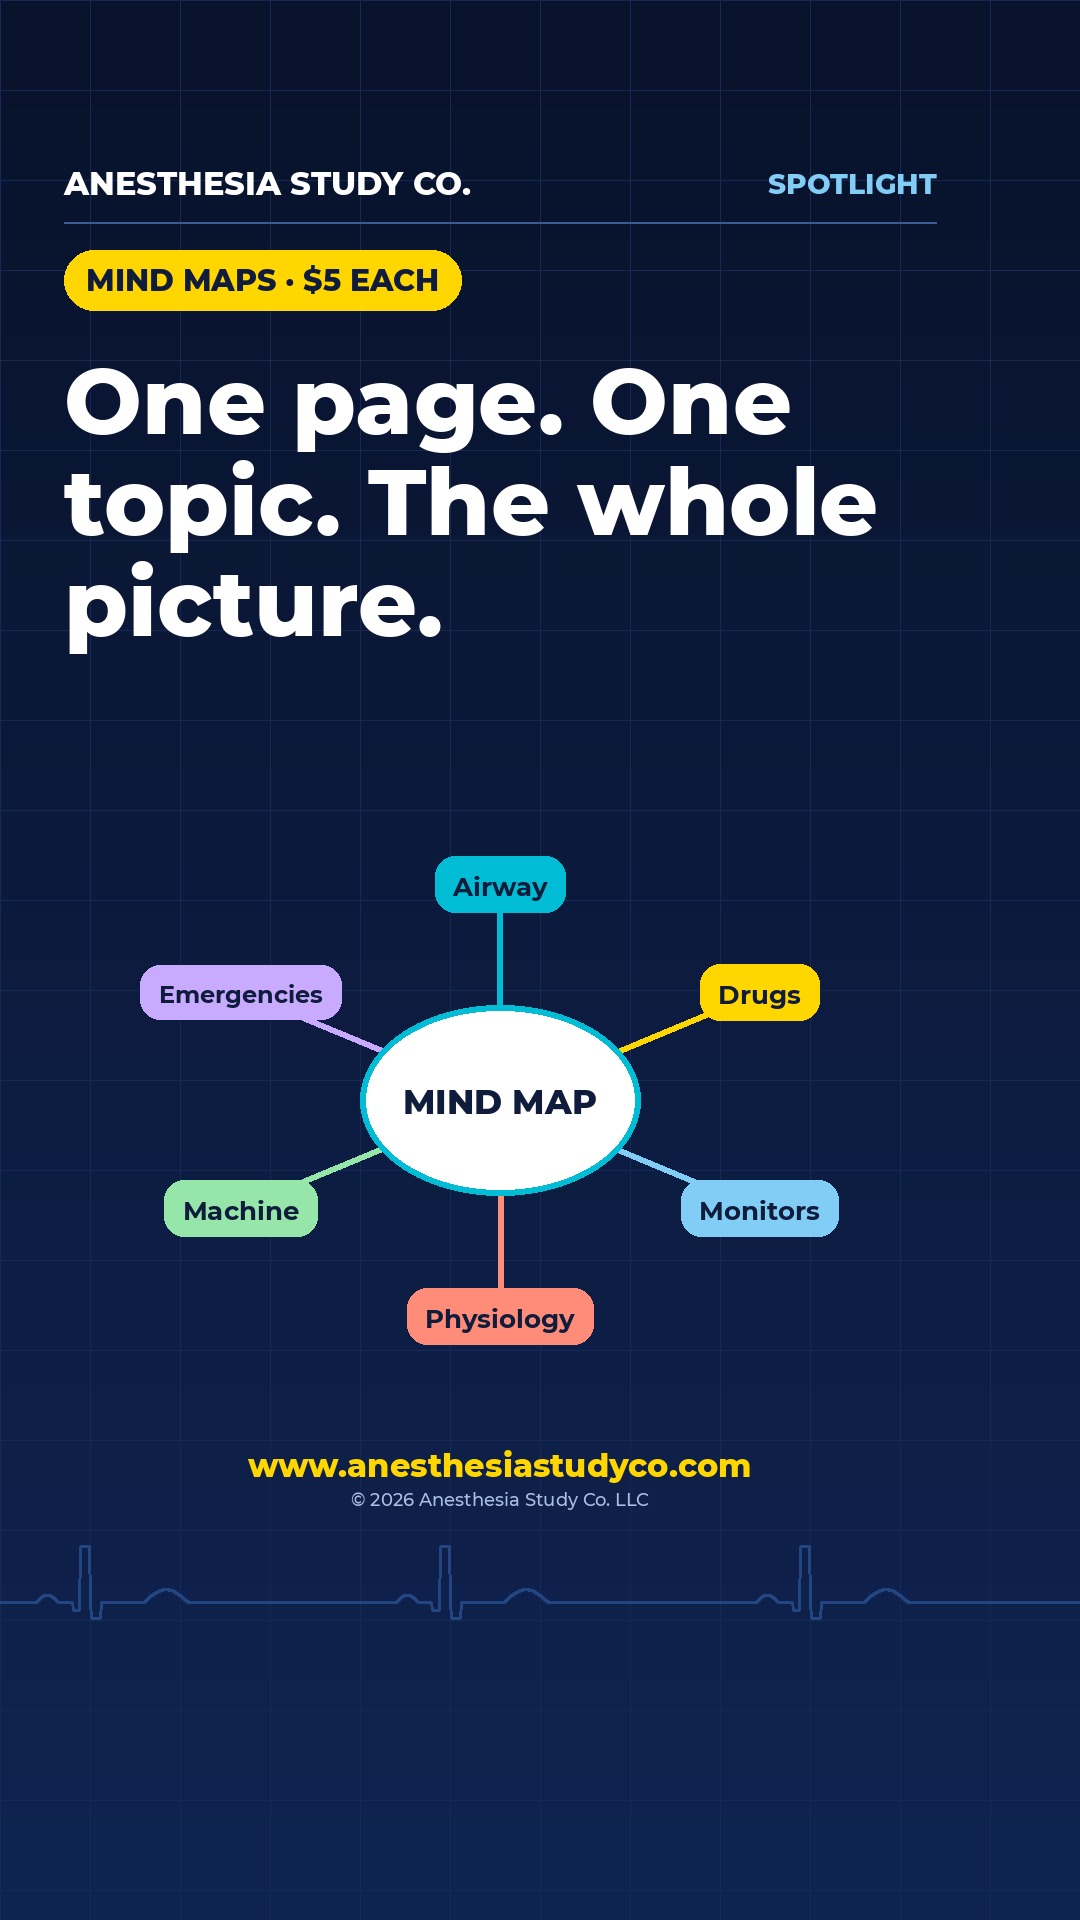 ANESTHESIA STUDY CO.
SPOTLIGHT
MIND MAPS · $5 EACH
One page. One
topic. The whole
picture.
Airway
Emergencies
Drugs
MIND MAP
Machine
Monitors
Physiology
www.anesthesiastudyco.com
© 2026 Anesthesia Study Co. LLC